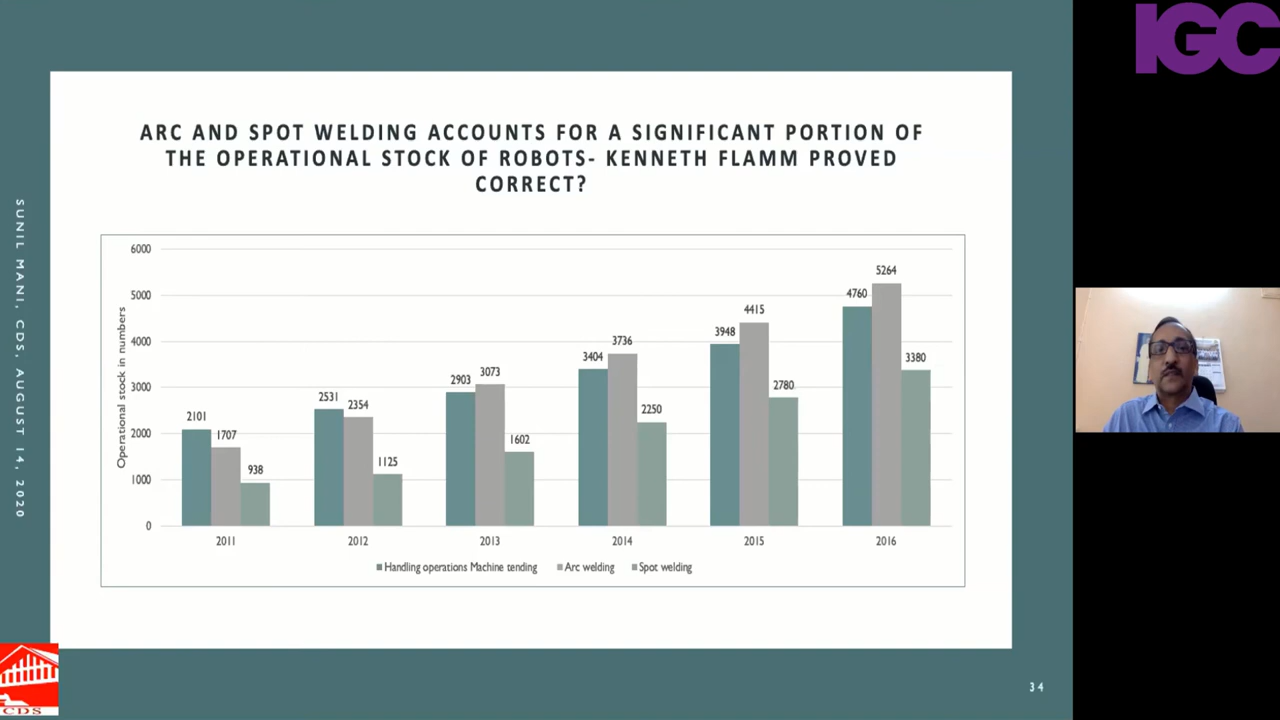 IGC
ARC AND SPOT WELDING ACCOUNTS FOR A SIGNIFICANT PORTION OF
THE OPERATIONAL STOCK OF ROBOTS- KENNETH FLAMM PROVED
CORRECT?
SUNIL MANI, CDS, AUGUST 14, 2020
Operational stock in numbers
6000
5000
4000
3000
2000
1000
0
2101
1707
938
2531
2354
1125
2903
3073
1602
3404
3736
2250
3948
4415
2780
4760
5264
3380
2011 2012 2013 2014 2015 2016
Handling operations Machine tending Arc welding Spot welding
CDS
34